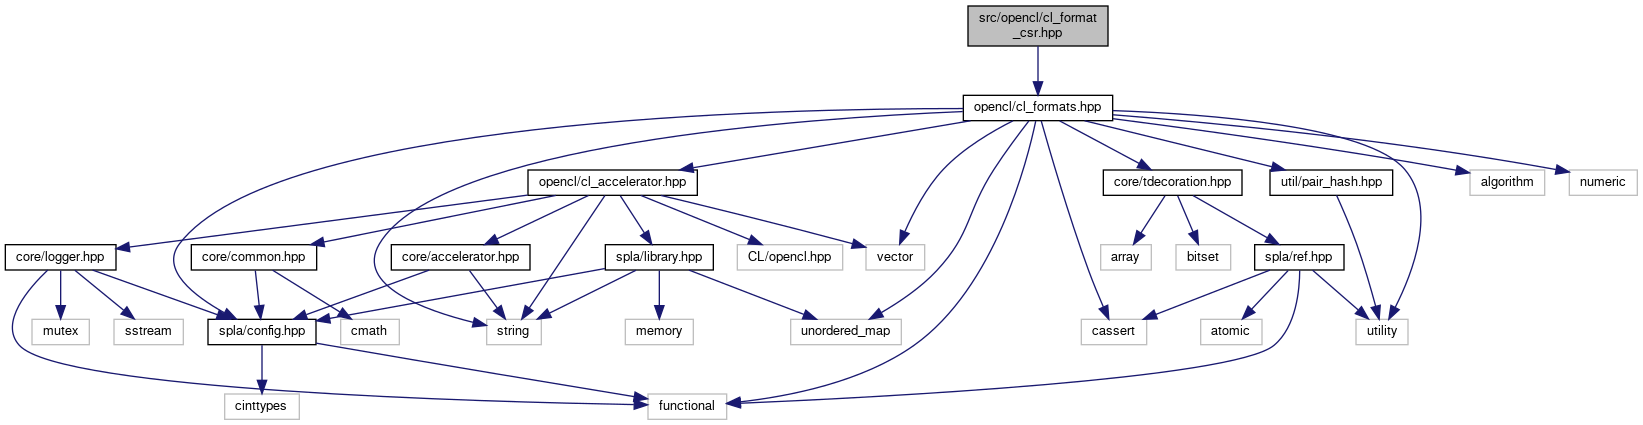 src/opencl/cl_format
_csr.hpp
opencl/cl_formats.hpp
opencl/cl_accelerator.hpp
core/tdecoration.hpp
util/pair_hash.hpp
algorithm
numeric
core/logger.hpp
core/common.hpp
core/accelerator.hpp
spla/library.hpp
CL/opencl.hpp
vector
array
bitset
spla/ref.hpp
mutex
sstream
spla/config.hpp
cmath
string
memory
unordered_map
cassert
atomic
utility
cinttypes
functional